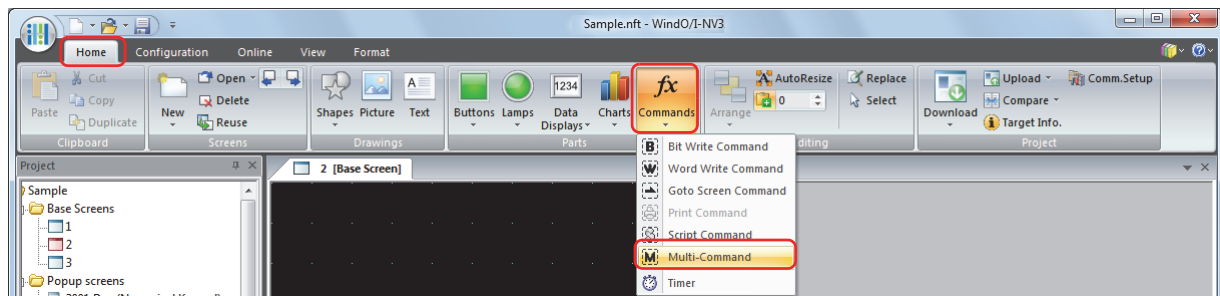 Sample.nft - WindO/I-NV3
Home Configuration Online View Format
Cut
Copy
Duplicate
Paste
Clipboard
New
Open
Delete
Reuse
Screens
Shapes Picture Text
Drawings
1234
Buttons Lamps Data Displays Charts Commands
Parts
Arrange
AutoResize
0
Replace
Select
diting
Download
Upload
Compare
Target Info.
Comm.Setup
Project
Project
Sample
Base Screens
1
2
3
Popup screens
2 [Base Screen]
B Bit Write Command
W Word Write Command
Goto Screen Command
Print Command
S Script Command
M Multi-Command
Timer